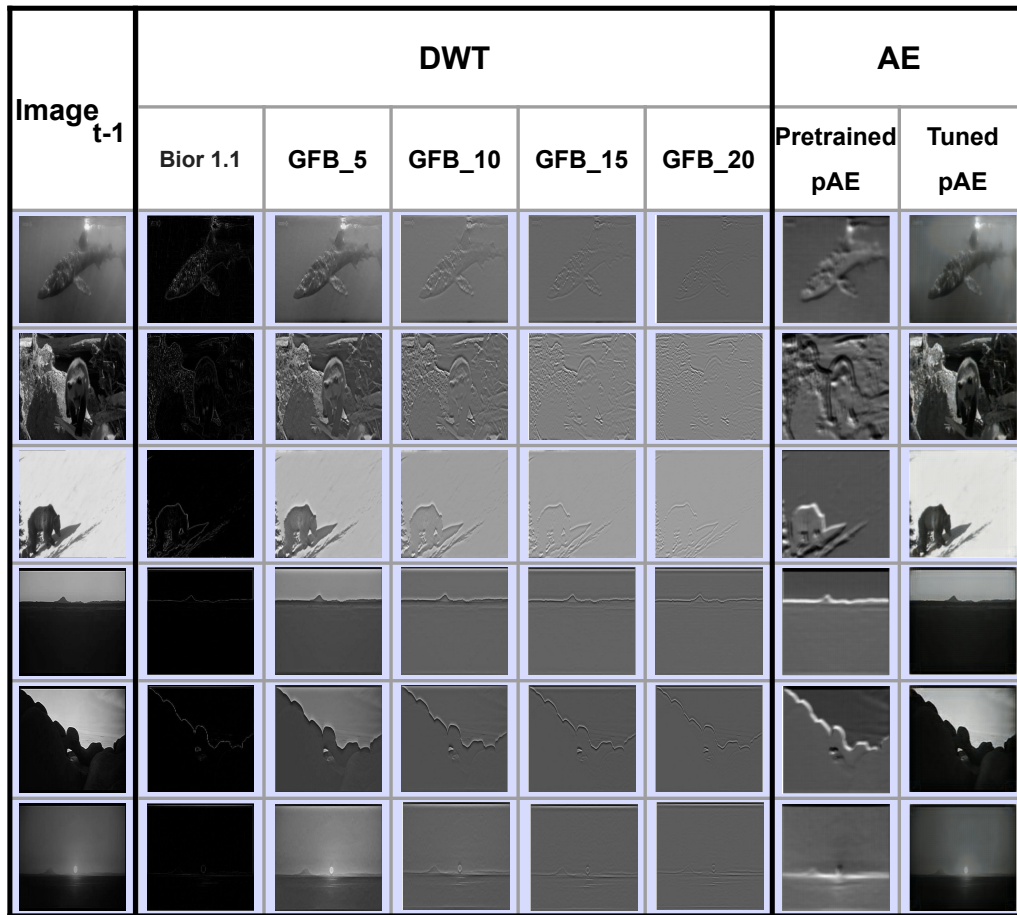 DWT
AE
Image t-1
Bior 1.1
GFB_5
GFB_10
GFB_15
GFB_20
Pretrained
pAE
Tuned
pAE